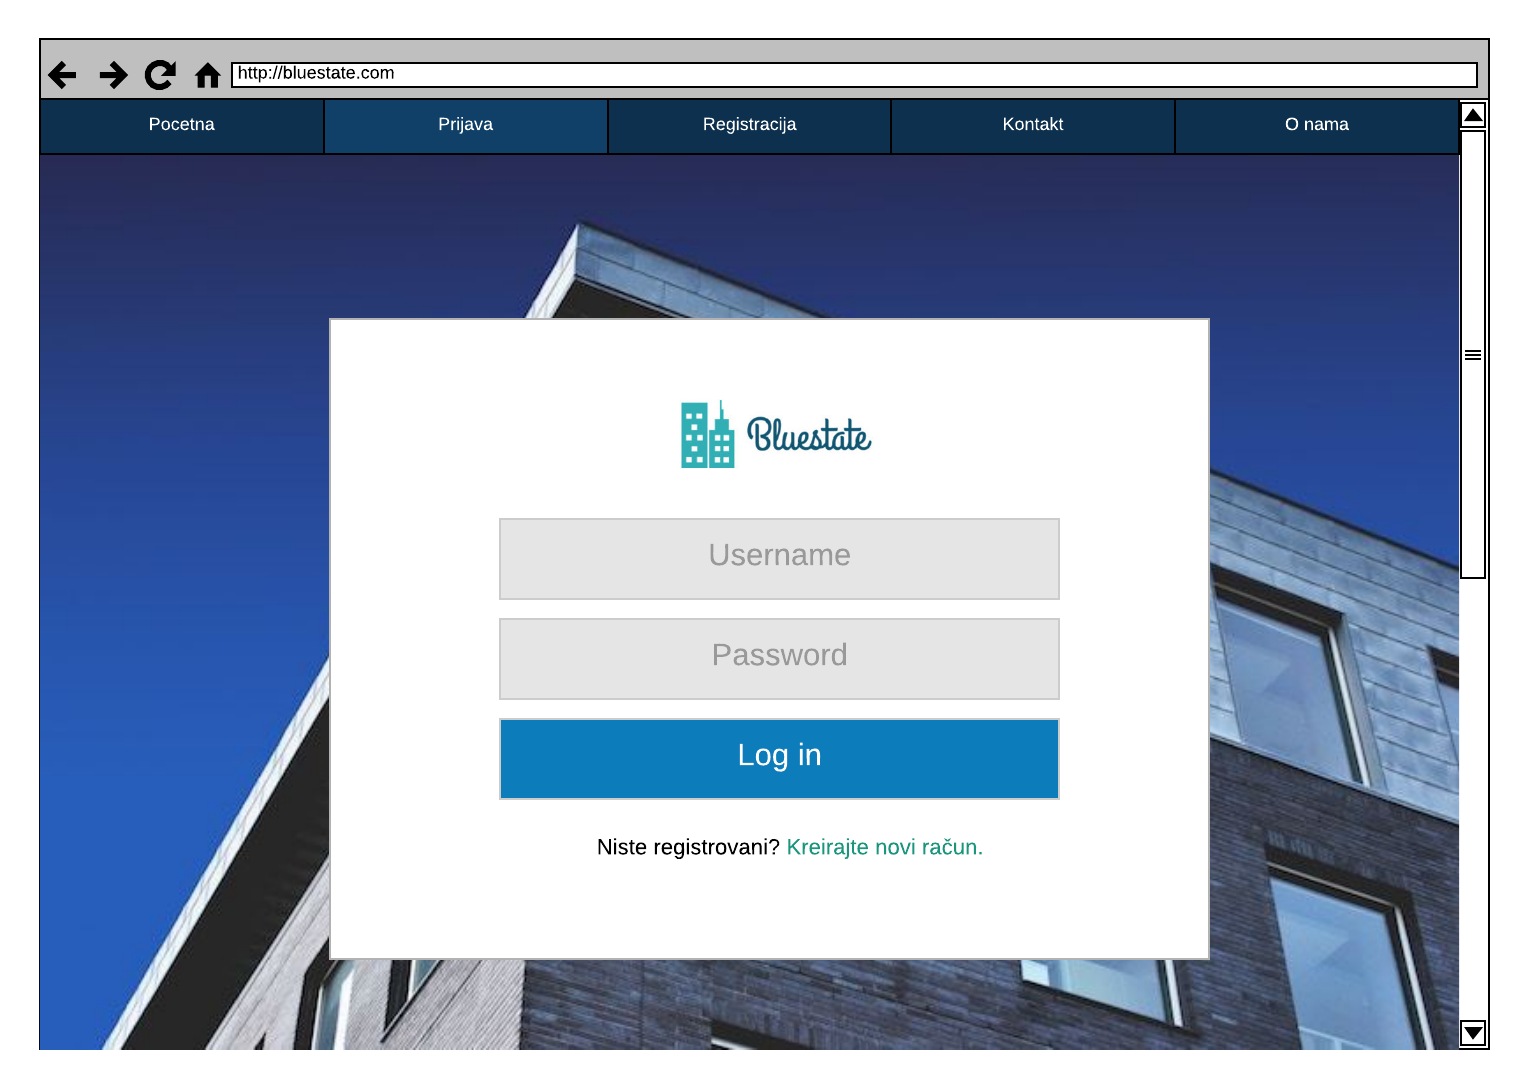 http://bluestate.com
Pocetna Prijava Registracija Kontakt O nama
Bluestate
Username
Password
Log in
Niste registrovani? Kreirajte novi račun.